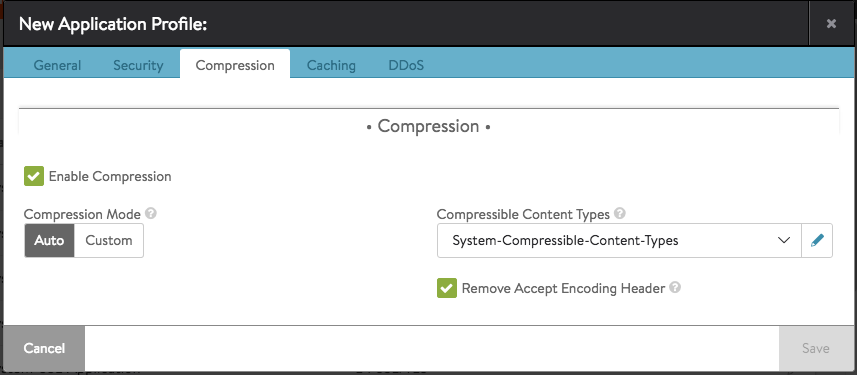 New Application Profile:
×
General Security Compression Caching DDoS
• Compression •
Enable Compression
Compression Mode ?
Compressible Content Types ?
Auto Custom
System-Compressible-Content-Types
Remove Accept Encoding Header ?
Cancel
Save